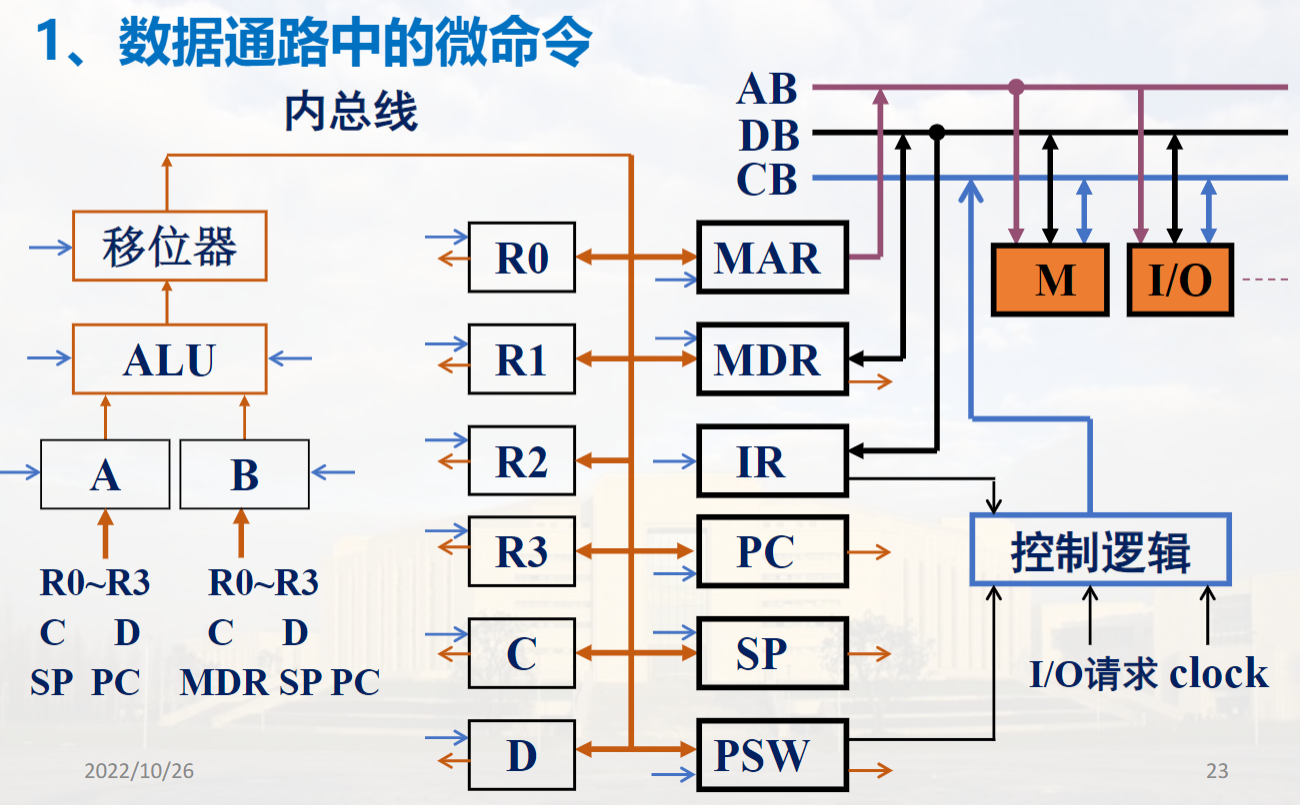 1、数据通路中的微命令
内总线
AB
DB
CB
移位器
R0
MAR
M
I/O
ALU
R1
MDR
A
B
R2
IR
R3
PC
控制逻辑
R0~R3
R0~R3
C D
C D
SP PC
MDR SP PC
C
SP
I/O请求 clock
D
PSW
2022/10/26
23